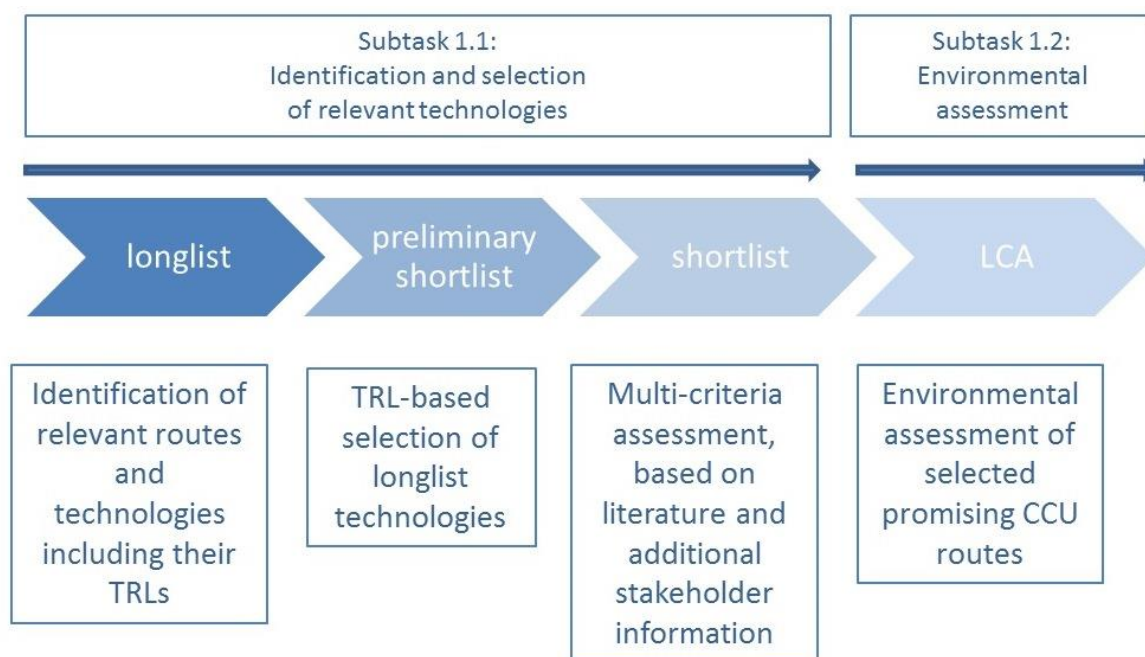 Subtask 1.1:
Identification and selection
of relevant technologies
Subtask 1.2:
Environmental
assessment
longlist
preliminary
shortlist
shortlist
LCA
Identification of
relevant routes
and
technologies
including their
TRLs
TRL-based
selection of
longlist
technologies
Multi-criteria
assessment,
based on
literature and
additional
stakeholder
information
Environmental
assessment of
selected
promising CCU
routes